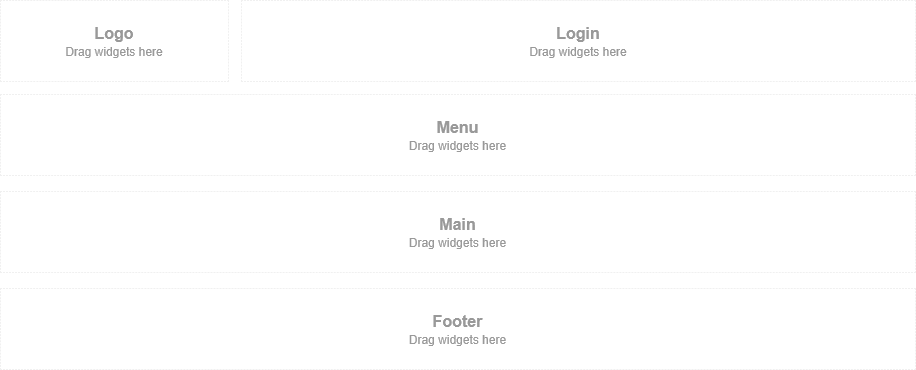 Logo
Drag widgets here
Login
Drag widgets here
Menu
Drag widgets here
Main
Drag widgets here
Footer
Drag widgets here